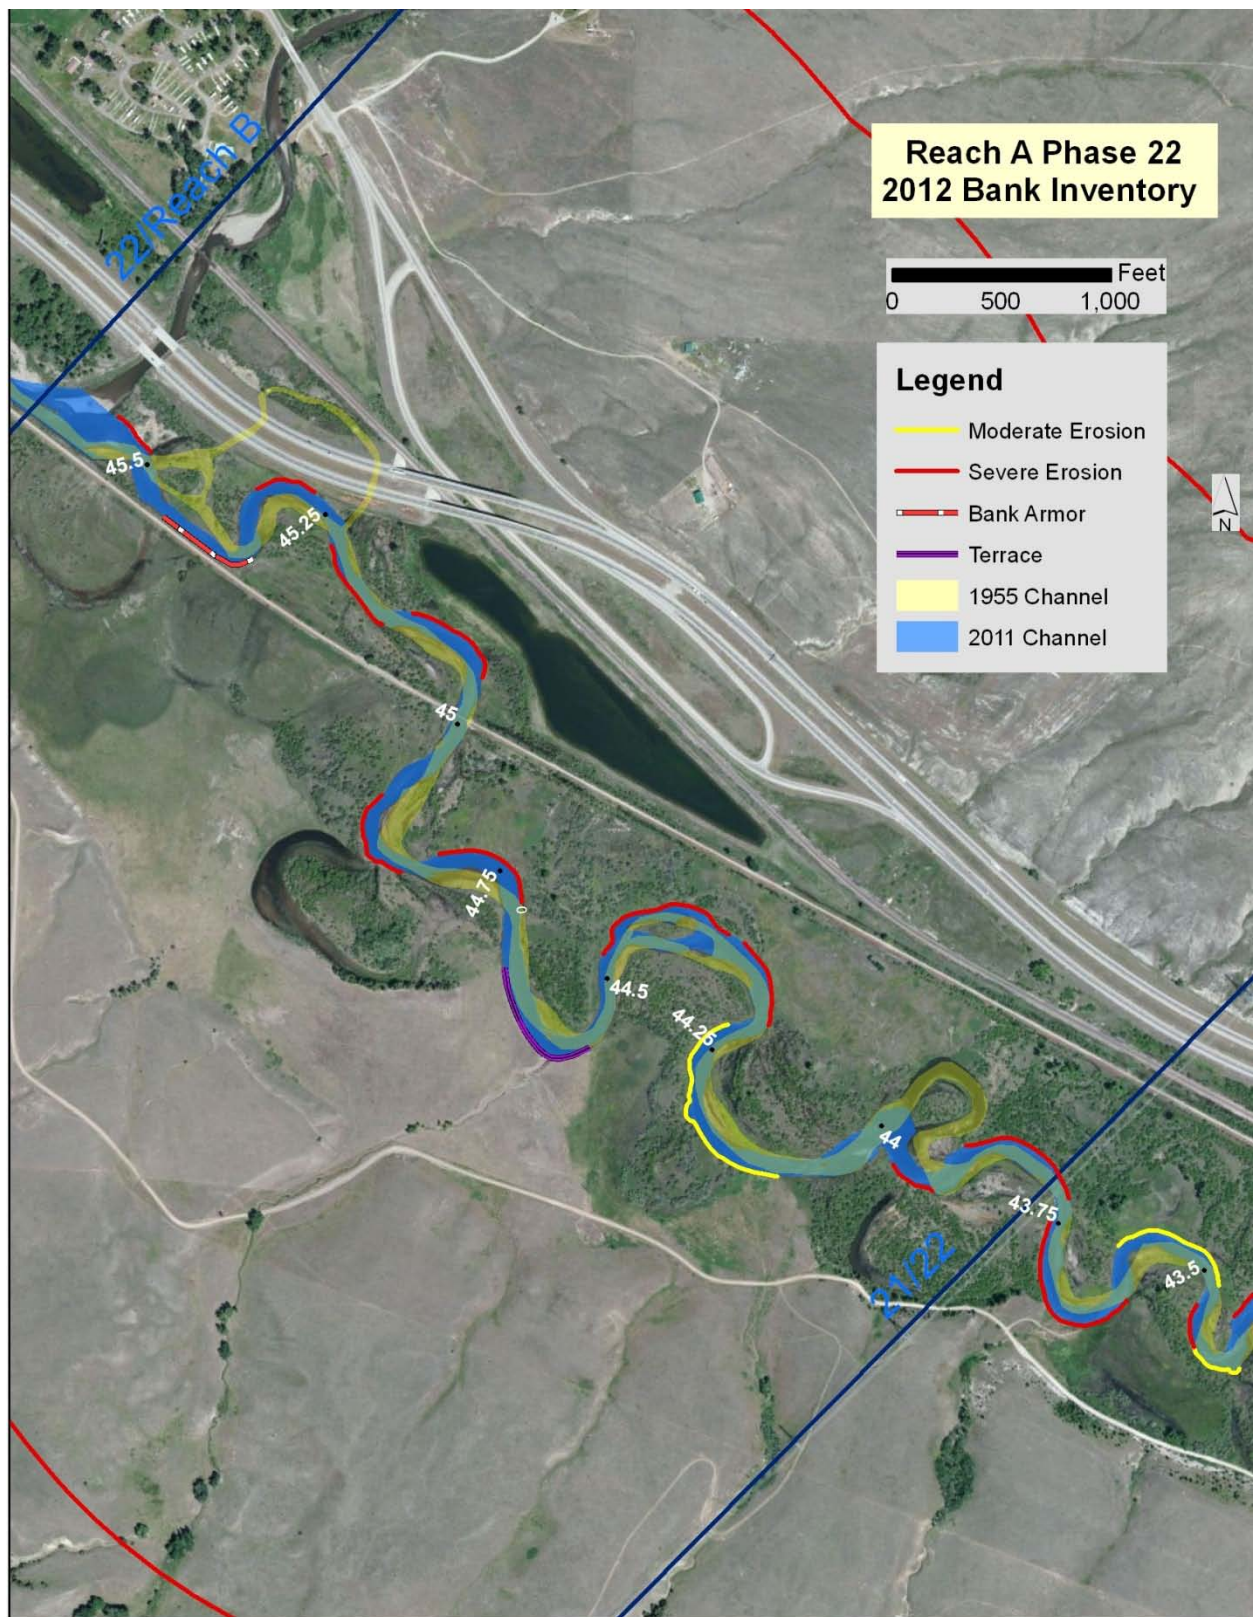 22/Reach B
Reach A Phase 22
2012 Bank Inventory
Feet
0 500 1,000
Legend
Moderate Erosion
Severe Erosion
Bank Armor
Terrace
1955 Channel
2011 Channel
N
45.5
45.25
45
44.75
0
44.5
44.25
44
43.75
43.5
21/22